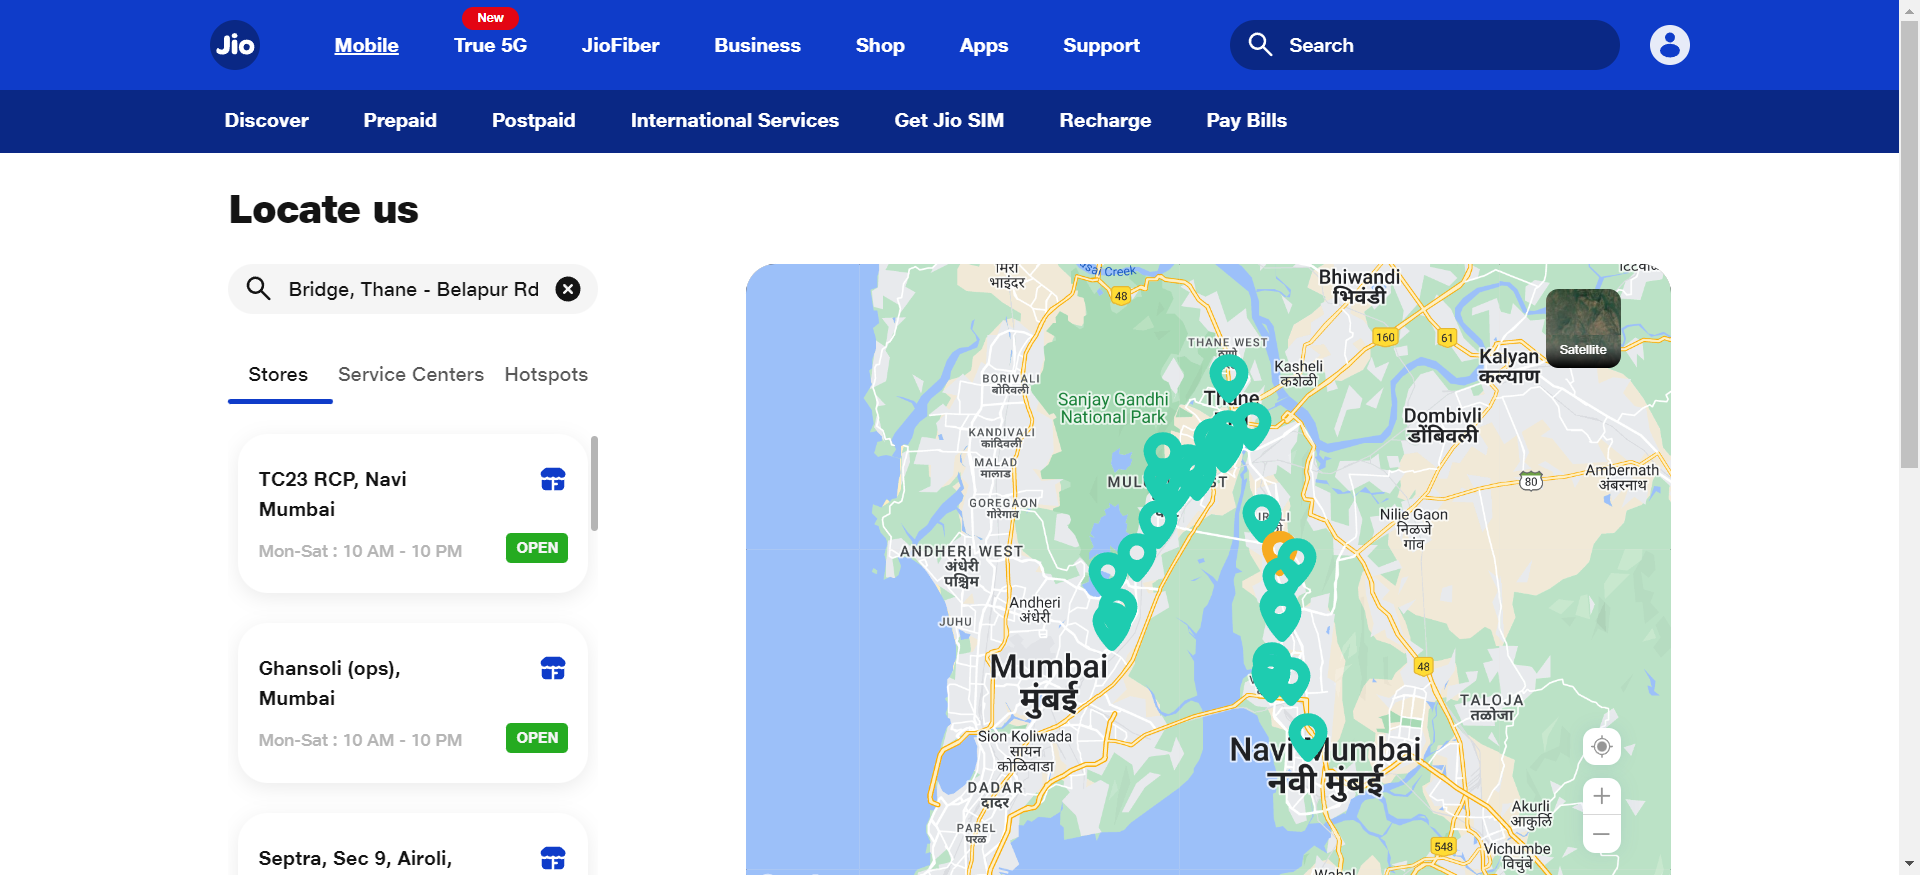 Jio
Mobile
New
True 5G
JioFiber
Business
Shop
Apps
Support
Search
Discover
Prepaid
Postpaid
International Services
Get Jio SIM
Recharge
Pay Bills
Locate us
Bridge, Thane - Belapur Rd
Stores
Service Centers
Hotspots
TC23 RCP, Navi
Mumbai
Mon-Sat : 10 AM - 10 PM
OPEN
Ghansoli (ops),
Mumbai
Mon-Sat : 10 AM - 10 PM
OPEN
Septra, Sec 9, Airoli,
भाइंदर
Creek
48
Bhiwandi
भिवंडी
160
61
Satellite
THANE WEST
Kasheli
कशेली
Kalyan
कल्याण
BORIVALI
बोरिवली
Sanjay Gandhi
National Park
Thane
Dombivli
डोंबिवली
KANDIVALI
कांदिवली
MALAD
मालाड
80
Ambernath
अंबरनाथ
GOREGAON
गोरेगाव
Nilje Gaon
निळजे
गांव
ANDHERI WEST
अंधेरी
पश्चिम
Andheri
अंधेरी
JUHU
Mumbai
मुंबई
48
TALOJA
तळोजा
Sion Koliwada
सायन
कोळिवाडा
Navi Mumbai
नवी मुंबई
DADAR
दादर
PAREL
परळ
Akurli
आकुर्लि
548
Vichumbe
विचुंबे